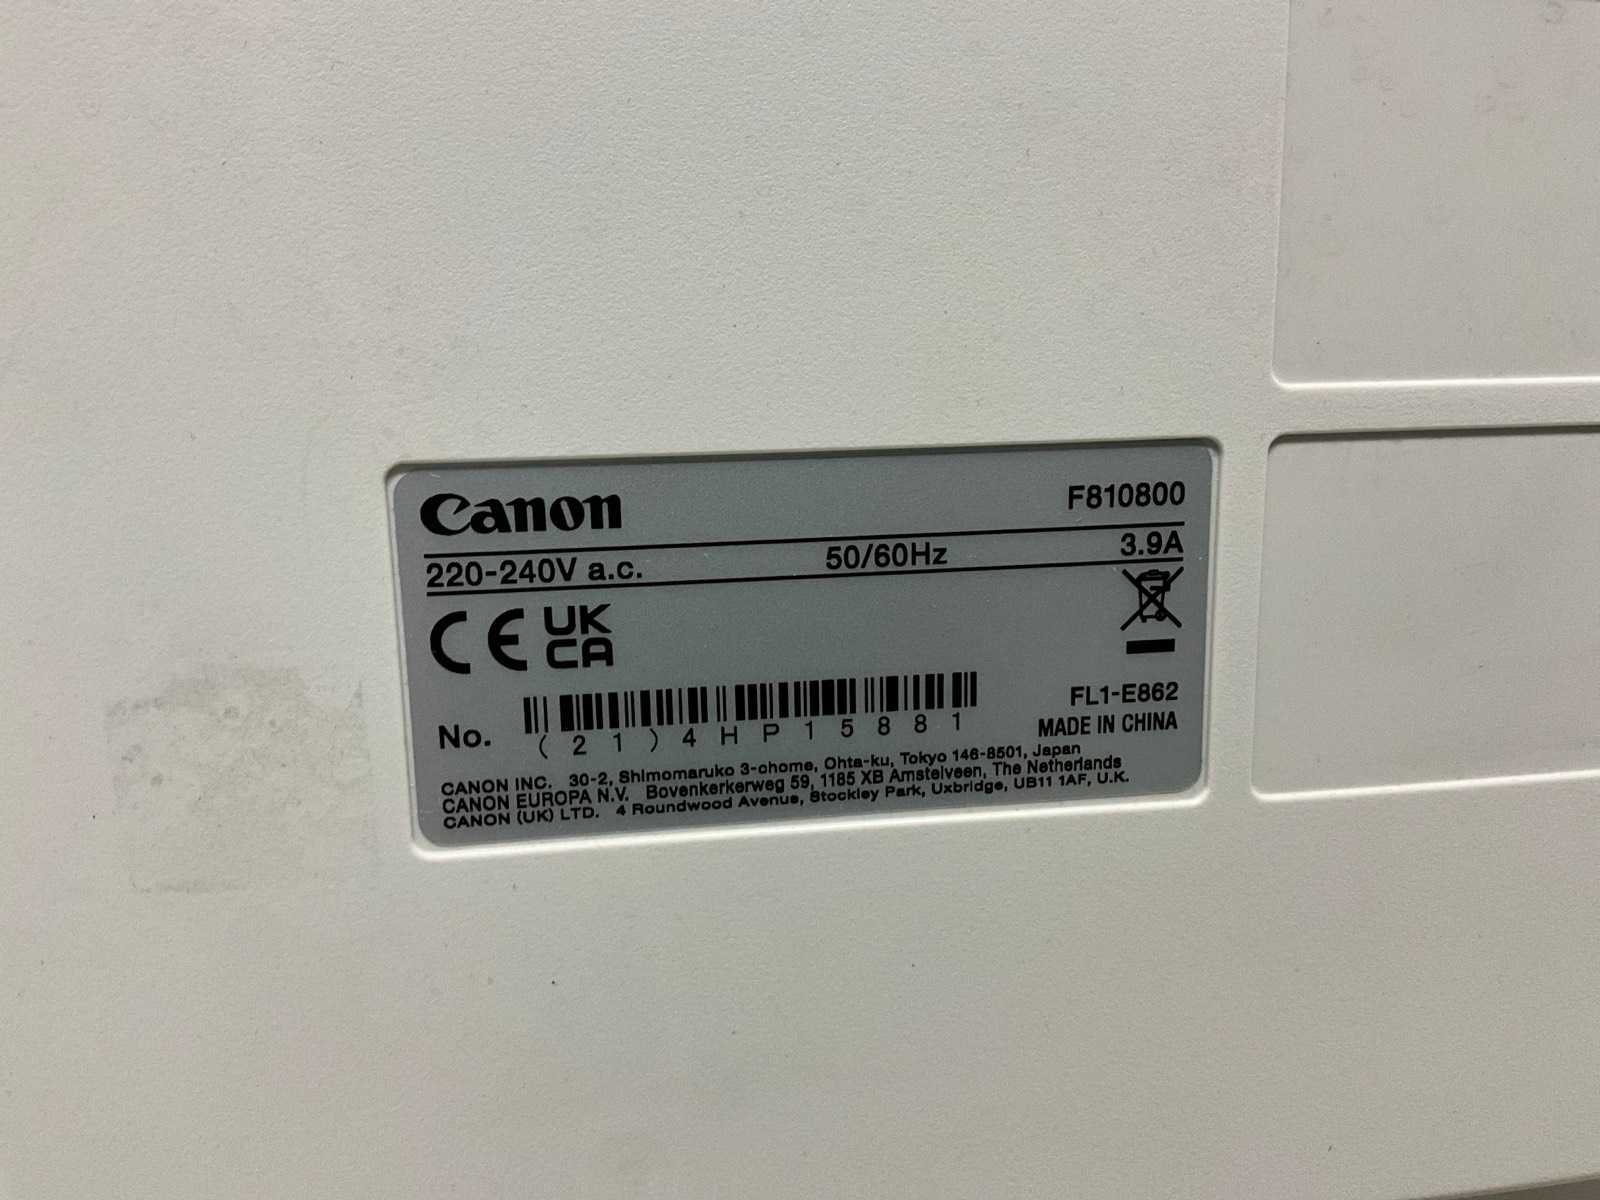 Canon F810800
220-240V a.c. 50/60Hz 3.9A
CE UK CA
No. (21)4HP15881
FL1-E862
MADE IN CHINA
CANON INC. 30-2, Shimomaruko 3-chome, Ohta-ku, Tokyo 146-8501, Japan
CANON EUROPA N.V. Bovenkerkerweg 59, 1185 XB Amstelveen, The Netherlands
CANON (UK) LTD. 4 Roundwood Avenue, Stockley Park, Uxbridge, UB11 1AF, U.K.